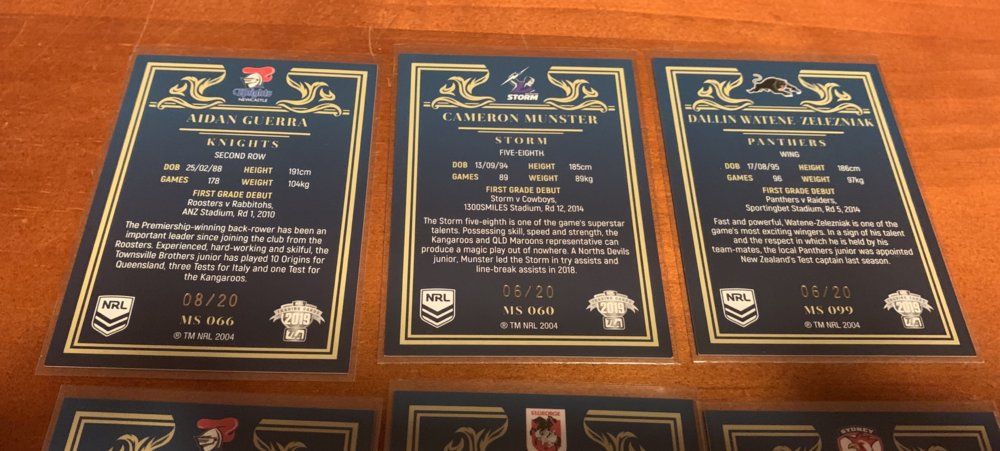 Knights
NEWCASTLE
AIDAN GUERRA
KNIGHTS
SECOND ROW
DOB 25/02/88 HEIGHT 191cm
GAMES 178 WEIGHT 104kg
FIRST GRADE DEBUT
Roosters v Rabbitohs,
ANZ Stadium, Rd 1, 2010
The Premiership-winning back-rower has been an
important leader since joining the club from the
Roosters. Experienced, hard-working and skilful, the
Townsville Brothers junior has played 10 Origins for
Queensland, three Tests for Italy and one Test for
the Kangaroos.
08/20
NRL
MS 066
2019
TLA
® TM NRL 2004
STORM
CAMERON MUNSTER
STORM
FIVE-EIGHTH
DOB 13/09/94 HEIGHT 185cm
GAMES 89 WEIGHT 89kg
FIRST GRADE DEBUT
Storm v Cowboys,
1300SMILES Stadium, Rd 12, 2014
The Storm five-eighth is one of the game's superstar
talents. Possessing skill, speed and strength, the
Kangaroos and QLD Maroons representative can
produce a magic play out of nowhere. A Norths Devils
junior, Munster led the Storm in try assists and
line-break assists in 2018.
06/20
NRL
MS 060
2019
TLA
® TM NRL 2004
DALLIN WATENE ZELEZNIAK
PANTHERS
WING
DOB 17/08/95 HEIGHT 186cm
GAMES 96 WEIGHT 97kg
FIRST GRADE DEBUT
Panthers v Raiders,
Sportingbet Stadium, Rd 5, 2014
Fast and powerful, Watene-Zelezniak is one of the
game's most exciting wingers. In a sign of his talent
and the respect in which he is held by his
team-mates, the local Panthers junior was appointed
New Zealand's Test captain last season.
06/20
NRL
MS 099
2019
TLA
® TM NRL 2004
ST.GEORGE
SYDNEY